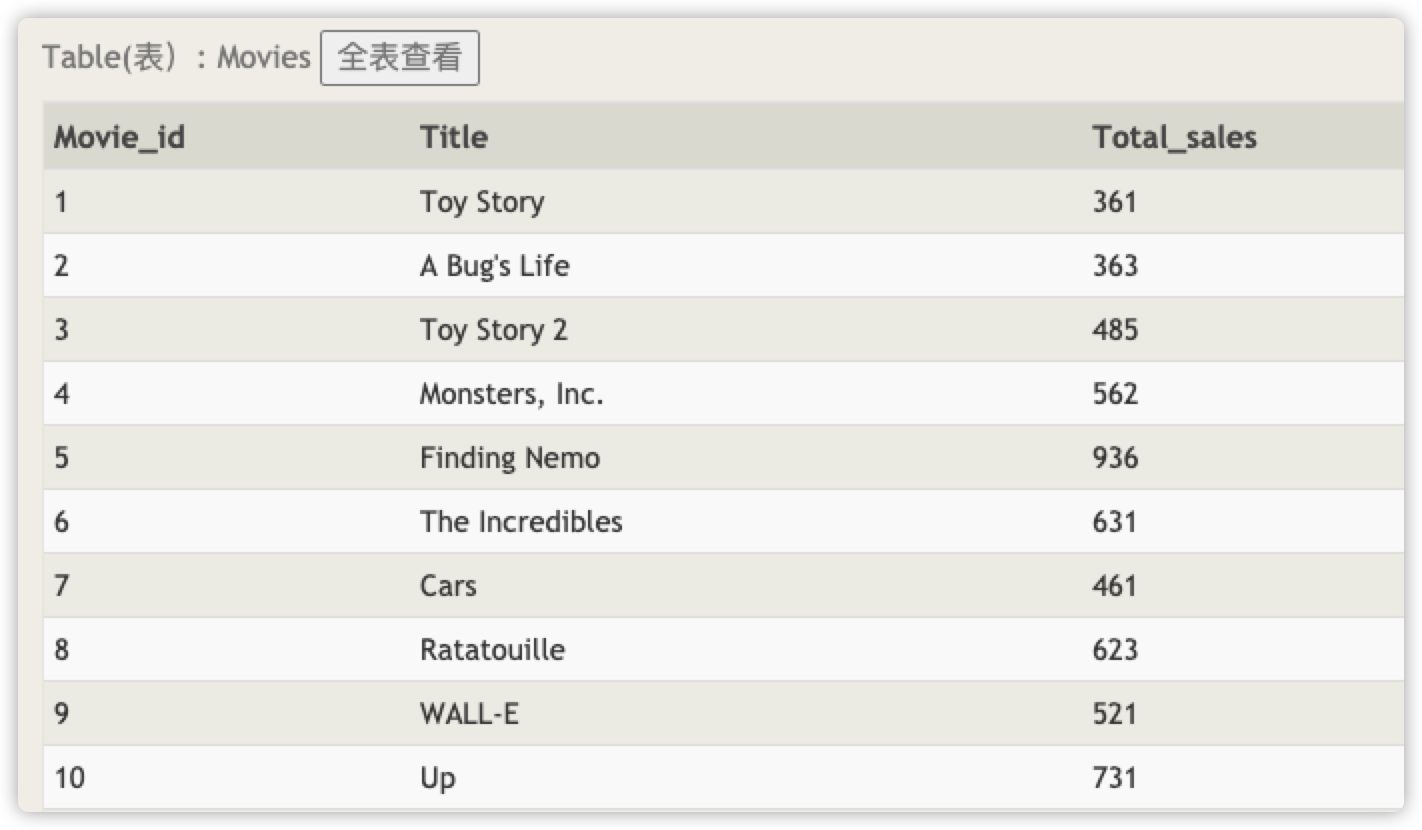 Table(表）: Movies 全表查看
Movie_id Title Total_sales
1 Toy Story 361
2 A Bug's Life 363
3 Toy Story 2 485
4 Monsters, Inc. 562
5 Finding Nemo 936
6 The Incredibles 631
7 Cars 461
8 Ratatouille 623
9 WALL-E 521
10 Up 731